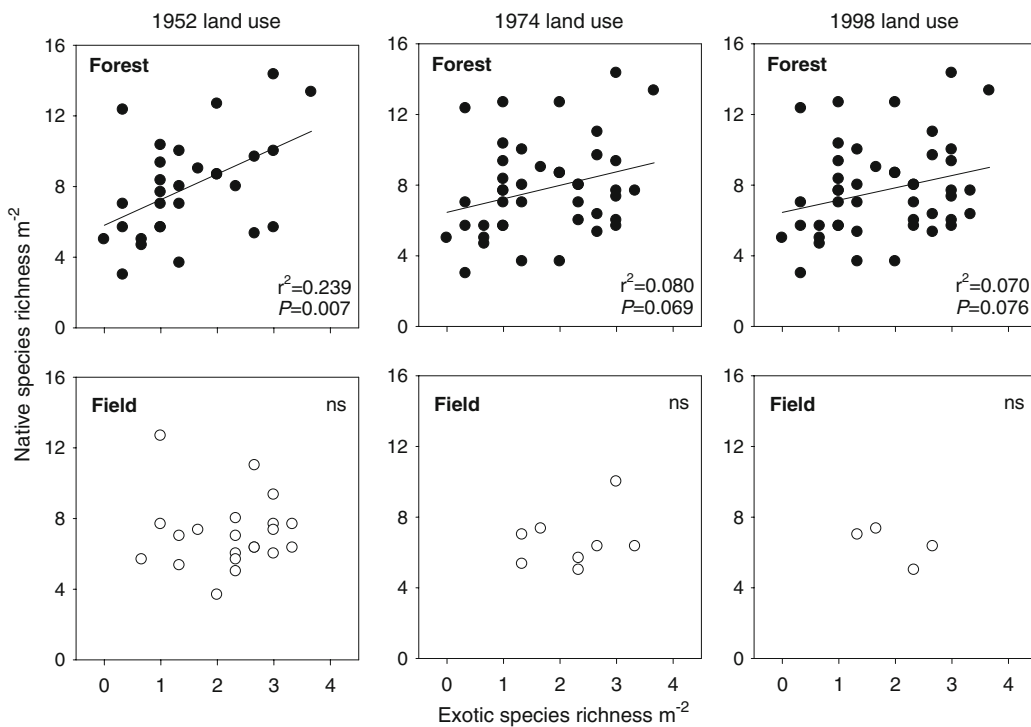 1952 land use 1974 land use 1998 land use
16 16 16
Forest Forest Forest
12 12 12
8 8 8
4 4 4
r²=0.239 r²=0.080 r²=0.070
P=0.007 P=0.069 P=0.076
0 0 0
Native species richness m⁻²
16 16 16
Field ns Field ns Field ns
12 12 12
8 8 8
4 4 4
0 0 0
0 1 2 3 4 0 1 2 3 4 0 1 2 3 4
Exotic species richness m⁻²